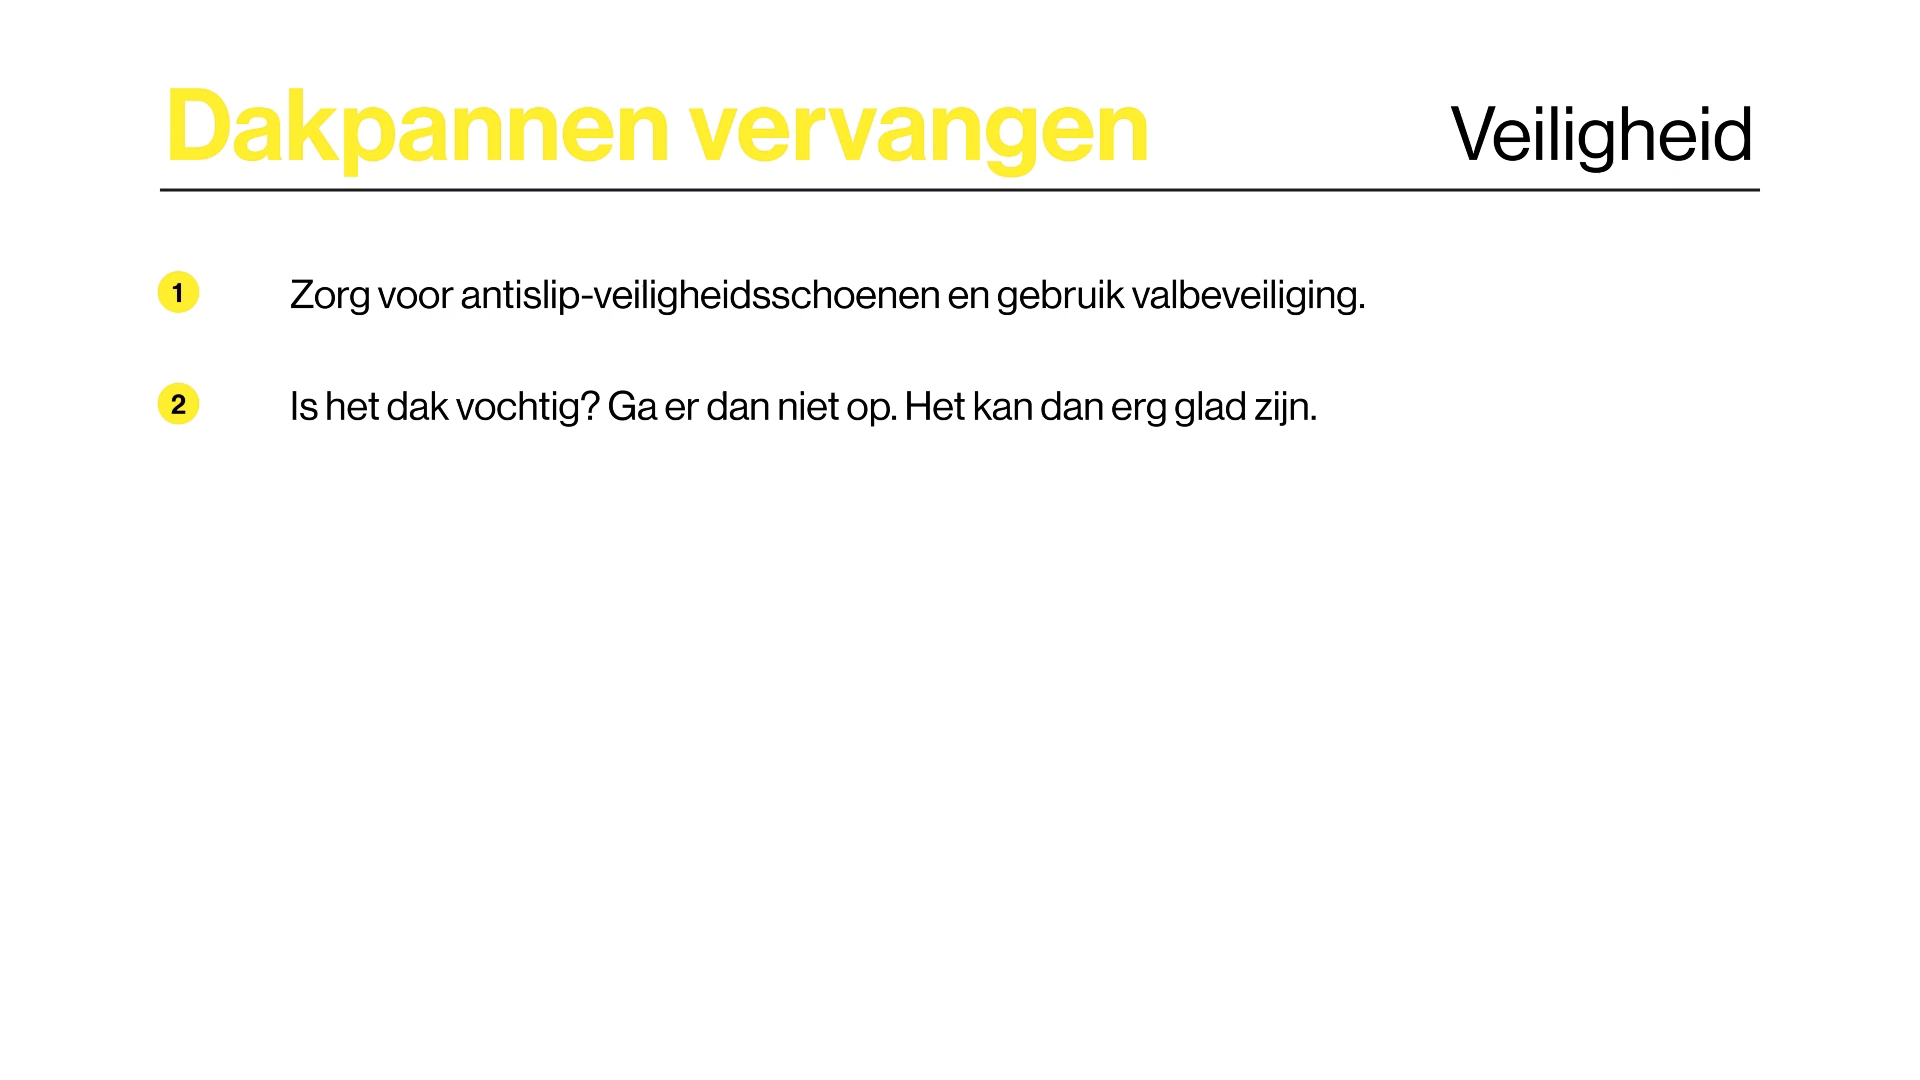 Dakpannen vervangen Veiligheid
1 Zorg voor antislip-veiligheidsschoenen en gebruik valbeveiliging.
2 Is het dak vochtig? Ga er dan niet op. Het kan dan erg glad zijn.